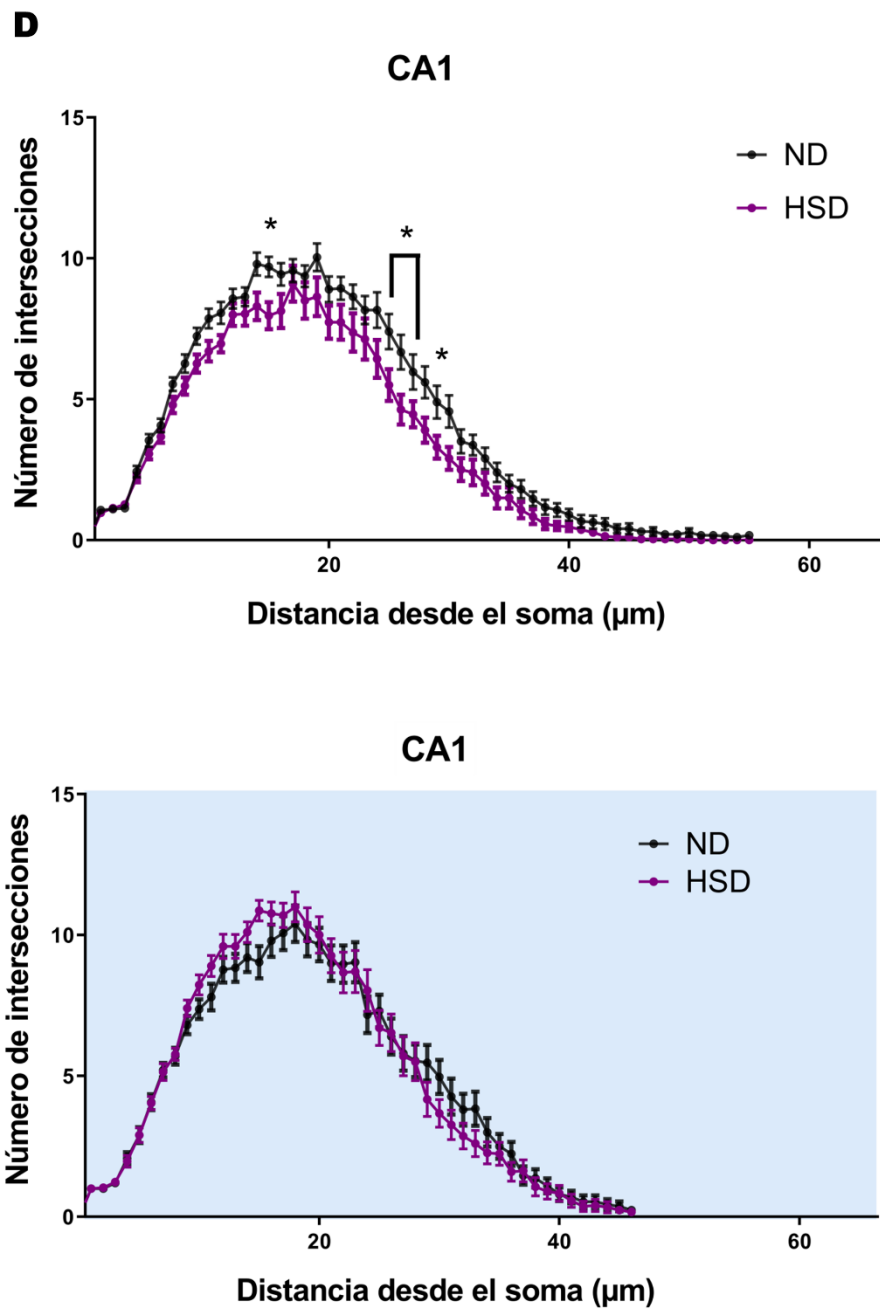 D
CA1
Número de intersecciones
15
10
5
0
ND
HSD
*
*
*
20
40
60
Distancia desde el soma (µm)
CA1
Número de intersecciones
15
10
5
0
ND
HSD
20
40
60
Distancia desde el soma (µm)